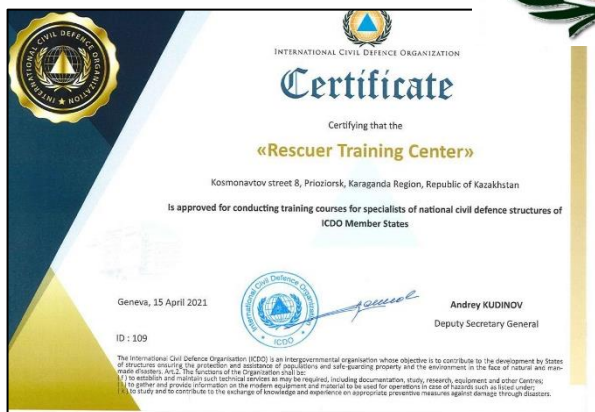 INTERNATIONAL CIVIL DEFENCE ORGANIZATION
INTERNATIONAL CIVIL DEFENCE ORGANIZATION
Certificate
Certifying that the
«Rescuer Training Center»
Kosmonavtov street 8, Prioziorsk, Karaganda Region, Republic of Kazakhstan
Is approved for conducting training courses for specialists of national civil defence structures of
ICDO Member States
Geneva, 15 April 2021
International Civil Defence Organization
ICDO
Andrey KUDINOV
Deputy Secretary General
ID : 109
The International Civil Defence Organisation (ICDO) is an intergovernmental organisation whose objective is to contribute to the development by States
of structures ensuring the protection and assistance of populations and safe-guarding property and the environment in the face of natural and man-
made disasters. Art.2. The functions of the Organisation shall be:
to establish and maintain such technical services as may be required, including documentation, study, research, equipment and other Centres;
to gather and provide information on the modern equipment and material to be used for operations in case of hazards such as listed under;
to study and to contribute to the exchange of knowledge and experience on appropriate preventive measures against damage through disasters.